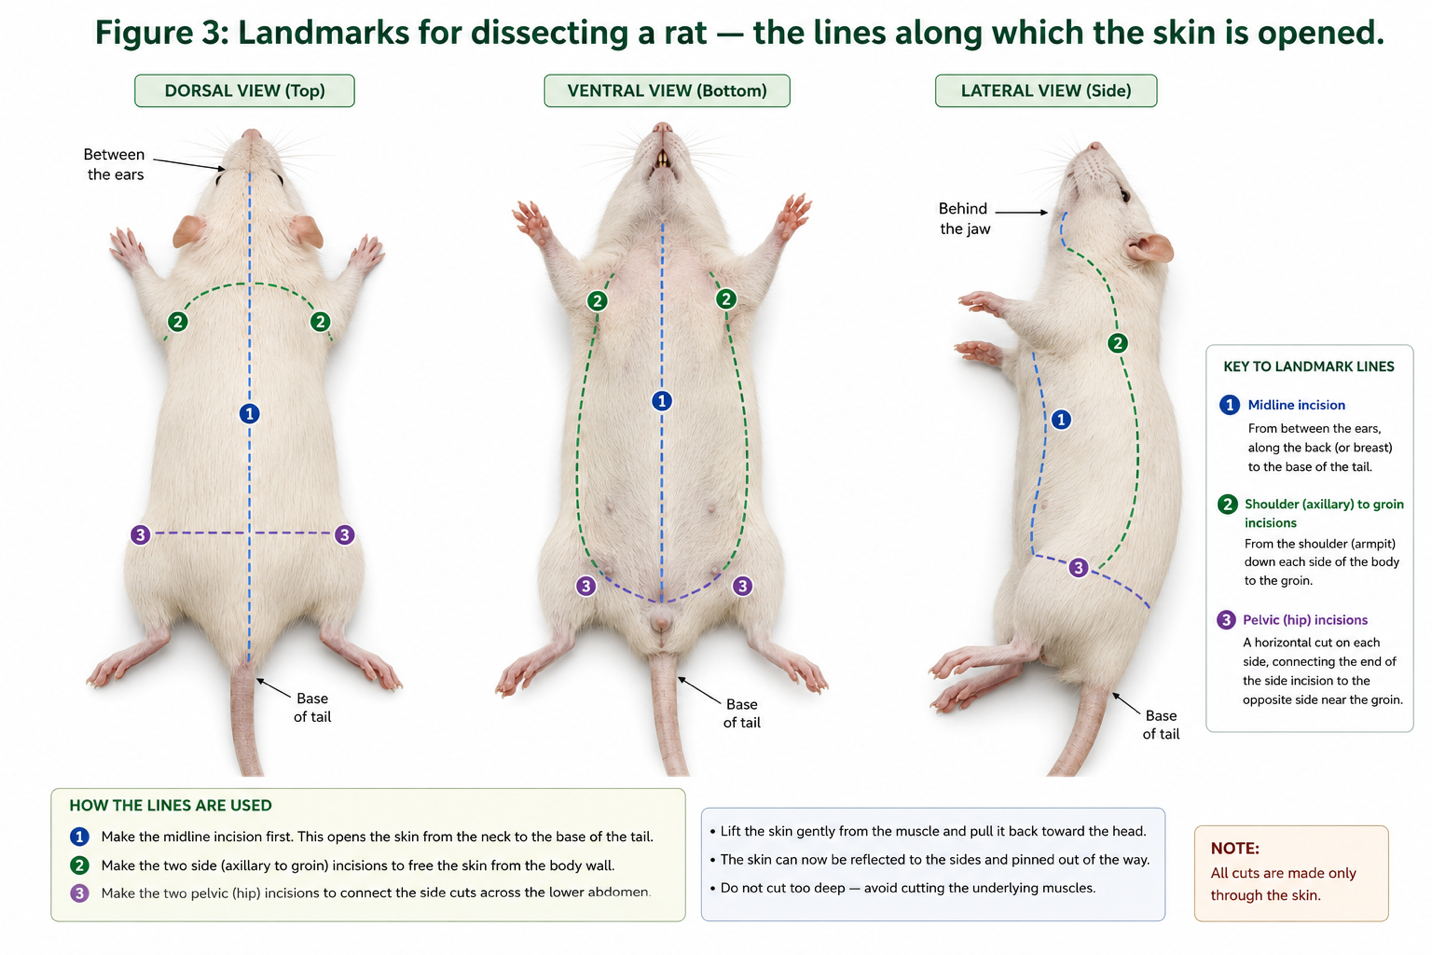 Figure 3: Landmarks for dissecting a rat — the lines along which the skin is opened.
DORSAL VIEW (Top)
VENTRAL VIEW (Bottom)
LATERAL VIEW (Side)
Between
the ears
2
2
1
3
3
Base
of tail
2
2
1
3
3
Base
of tail
Behind
the jaw
2
1
3
Base
of tail
KEY TO LANDMARK LINES
1 Midline incision
From between the ears,
along the back (or breast)
to the base of the tail.
2 Shoulder (axillary) to groin
incisions
From the shoulder (armpit)
down each side of the body
to the groin.
3 Pelvic (hip) incisions
A horizontal cut on each
side, connecting the end of
the side incision to the
opposite side near the groin.
HOW THE LINES ARE USED
1 Make the midline incision first. This opens the skin from the neck to the base of the tail.
2 Make the two side (axillary to groin) incisions to free the skin from the body wall.
3 Make the two pelvic (hip) incisions to connect the side cuts across the lower abdomen.
• Lift the skin gently from the muscle and pull it back toward the head.
• The skin can now be reflected to the sides and pinned out of the way.
• Do not cut too deep — avoid cutting the underlying muscles.
NOTE:
All cuts are made only
through the skin.